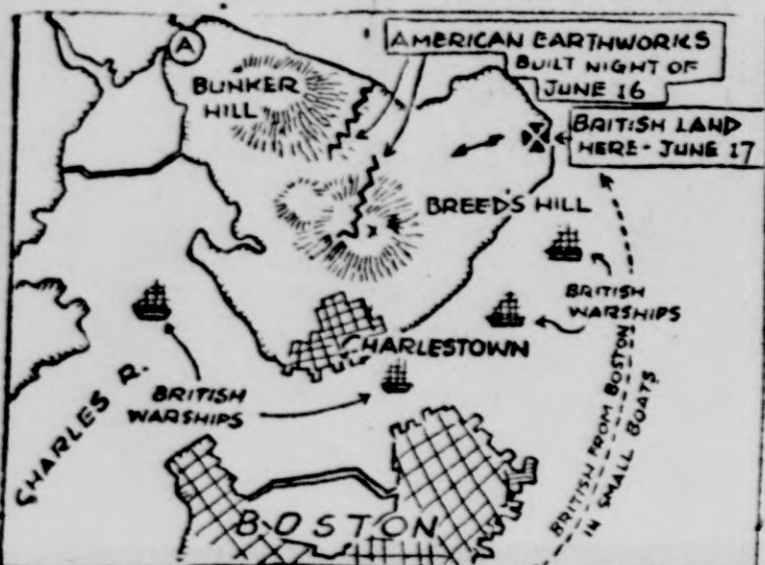 A
AMERICAN EARTHWORKS
BUILT NIGHT OF
JUNE 16
BUNKER
HILL
BRITISH LAND
HERE - JUNE 17
BREED'S HILL
BRITISH
WARSHIPS
CHARLESTOWN
BRITISH
WARSHIPS
CHARLES R.
BRITISH FROM BOSTON
IN SMALL BOATS
BOSTON